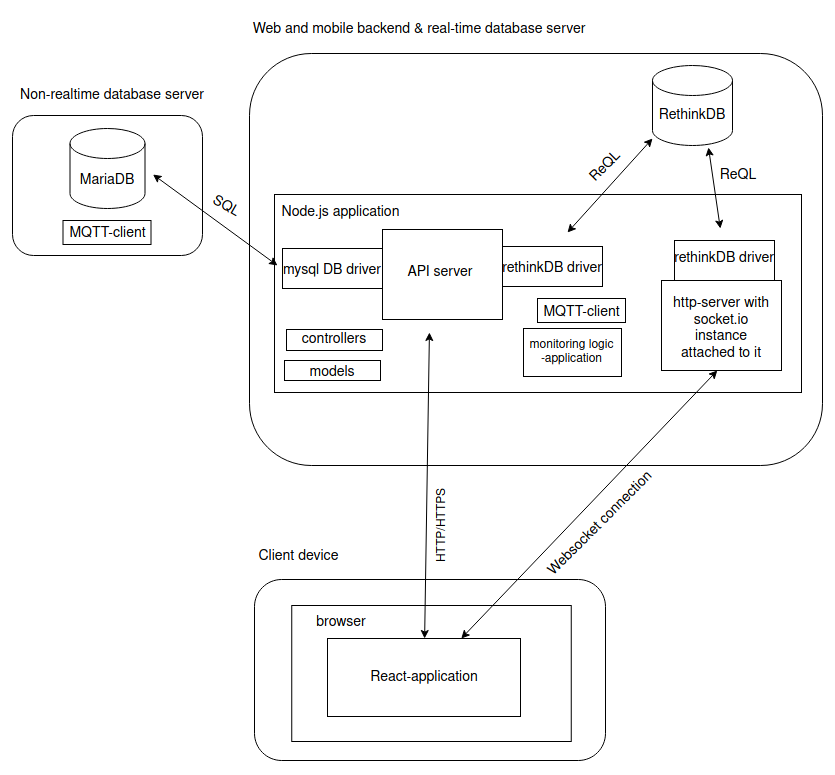 Web and mobile backend & real-time database server
Non-realtime database server
MariaDB
MQTT-client
SQL
RethinkDB
ReQL
ReQL
Node.js application
mysql DB driver
API server
rethinkDB driver
rethinkDB driver
http-server with
socket.io
instance
attached to it
MQTT-client
monitoring logic
-application
controllers
models
HTTP/HTTPS
Websocket connection
Client device
browser
React-application